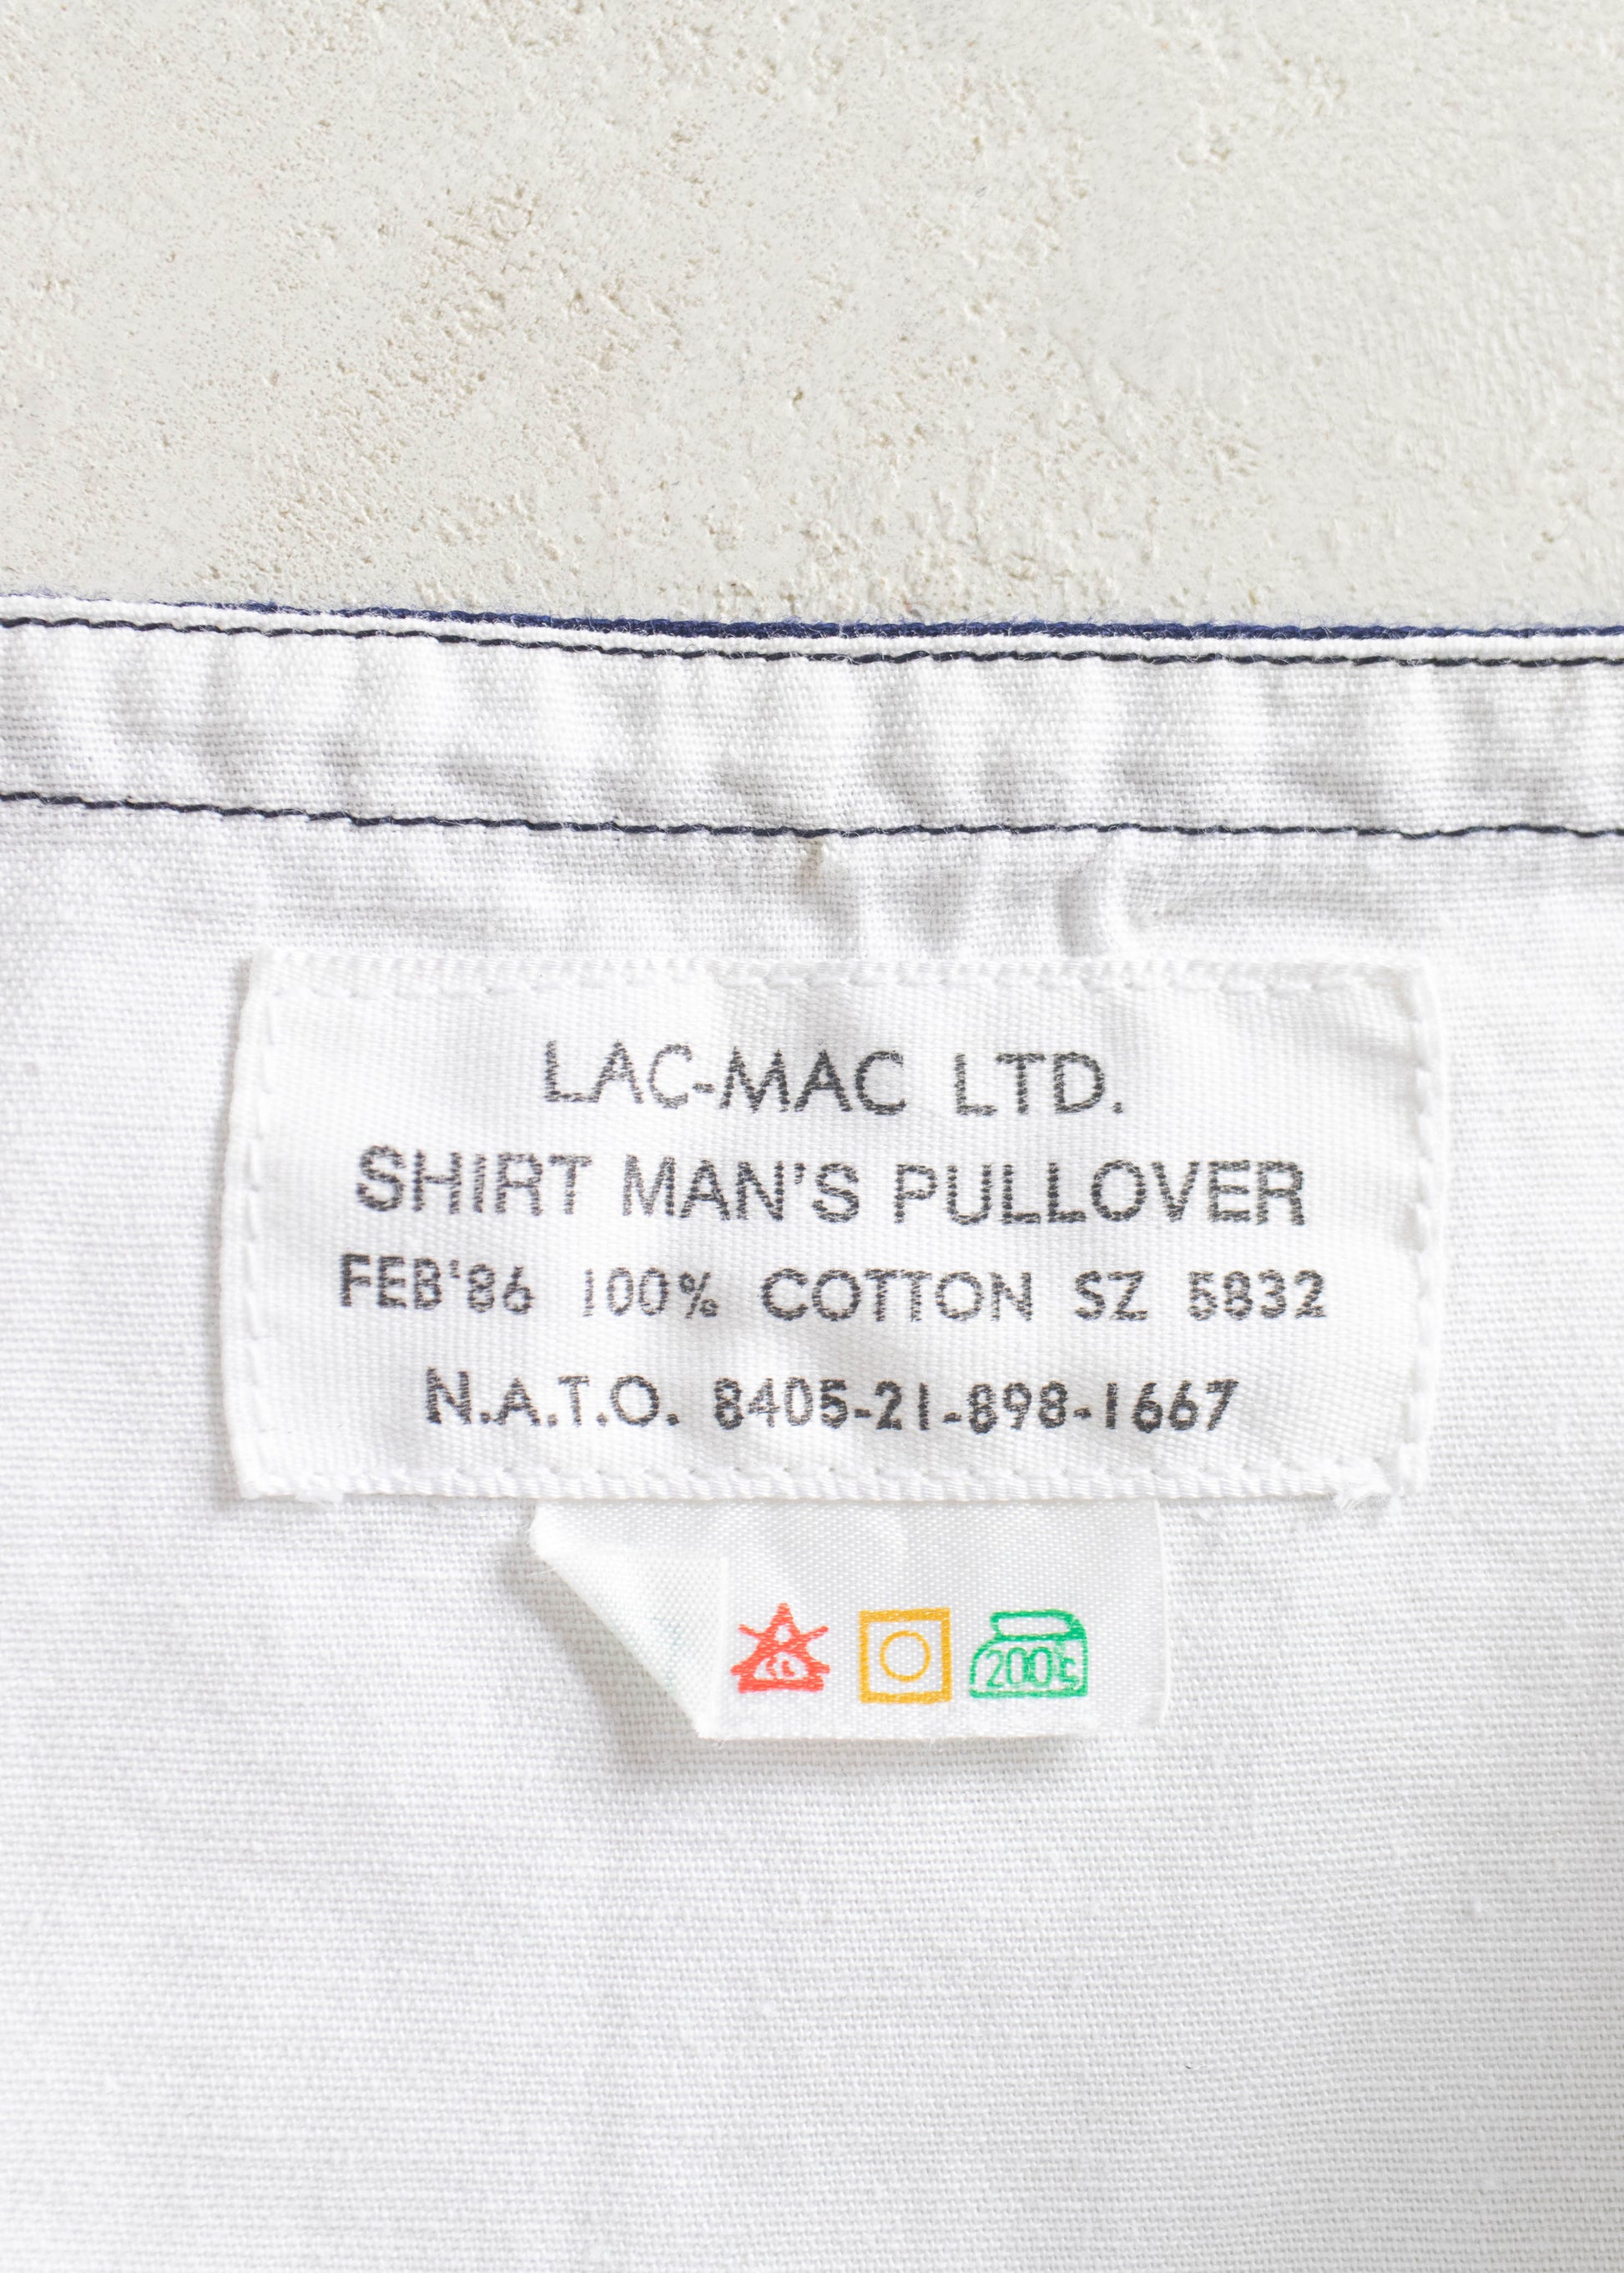 LAC-MAC LTD.
SHIRT MAN'S PULLOVER
FEB'86 100% COTTON SZ 5832
N.A.T.O. 8405-21-898-1667
200°C